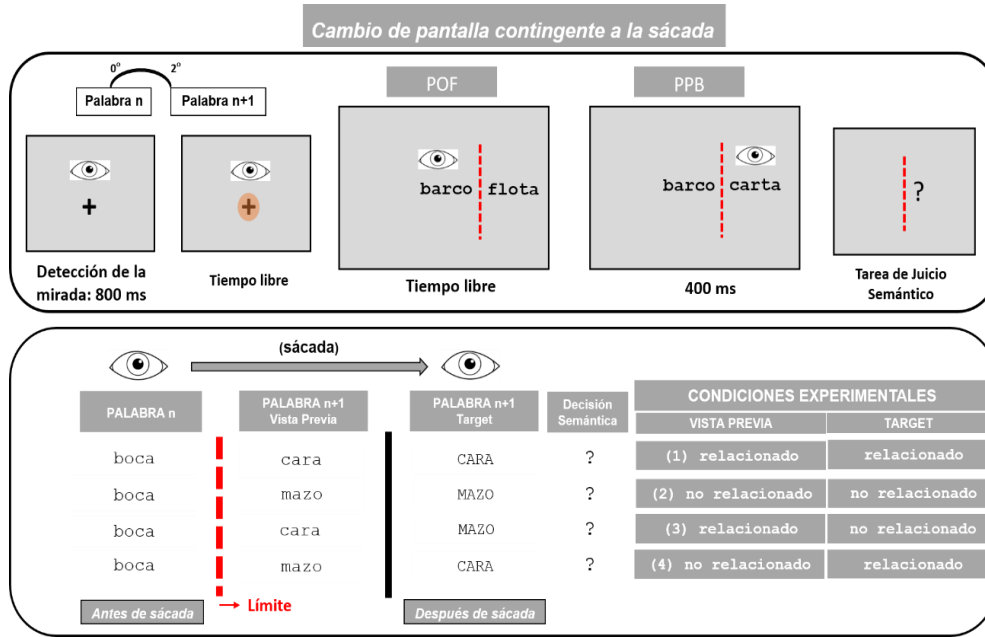 Cambio de pantalla contingente a la sácada
0°
2°
Palabra n
Palabra n+1
+
Detección de la
mirada: 800 ms
+
Tiempo libre
POF
barco
flota
Tiempo libre
PPB
barco
carta
400 ms
?
Tarea de Juicio
Semántico
(sácada)
PALABRA n
PALABRA n+1
Vista Previa
PALABRA n+1
Target
Decisión
Semántica
CONDICIONES EXPERIMENTALES
VISTA PREVIA
TARGET
boca
cara
CARA
?
(1) relacionado
relacionado
boca
mazo
MAZO
?
(2) no relacionado
no relacionado
boca
cara
MAZO
?
(3) relacionado
no relacionado
boca
mazo
CARA
?
(4) no relacionado
relacionado
Antes de sácada
Límite
Después de sácada